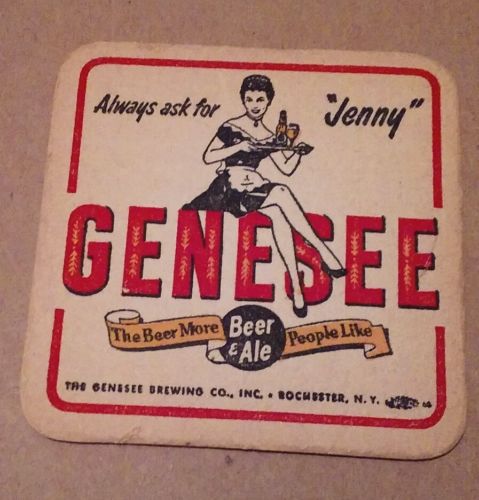 Always ask for "Jenny"
GENESEE
The Beer More Beer & Ale People Like
THE GENESEE BREWING CO., INC. • ROCHESTER, N. Y.